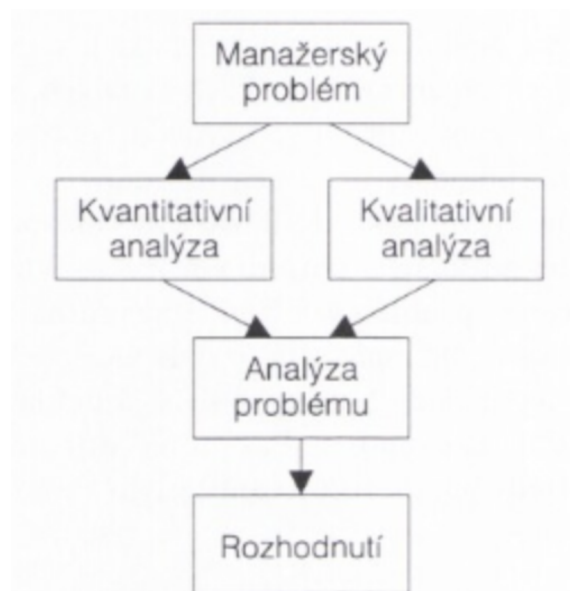 Manažerský
problém
Kvantitativní
analýza
Kvalitativní
analýza
Analýza
problému
Rozhodnutí